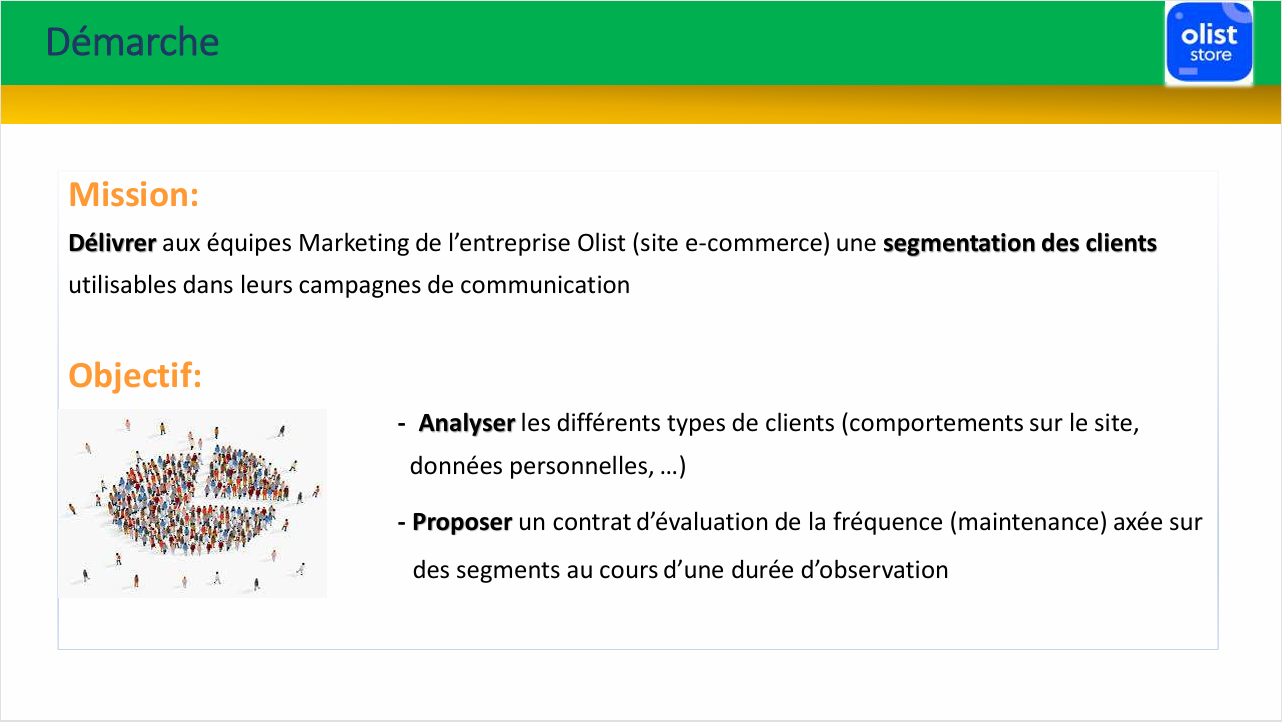 Démarche
olist
store
Mission:
Délivrer aux équipes Marketing de l’entreprise Olist (site e-commerce) une segmentation des clients
utilisables dans leurs campagnes de communication
Objectif:
- Analyser les différents types de clients (comportements sur le site,
données personnelles, …)
- Proposer un contrat d’évaluation de la fréquence (maintenance) axée sur
des segments au cours d’une durée d’observation